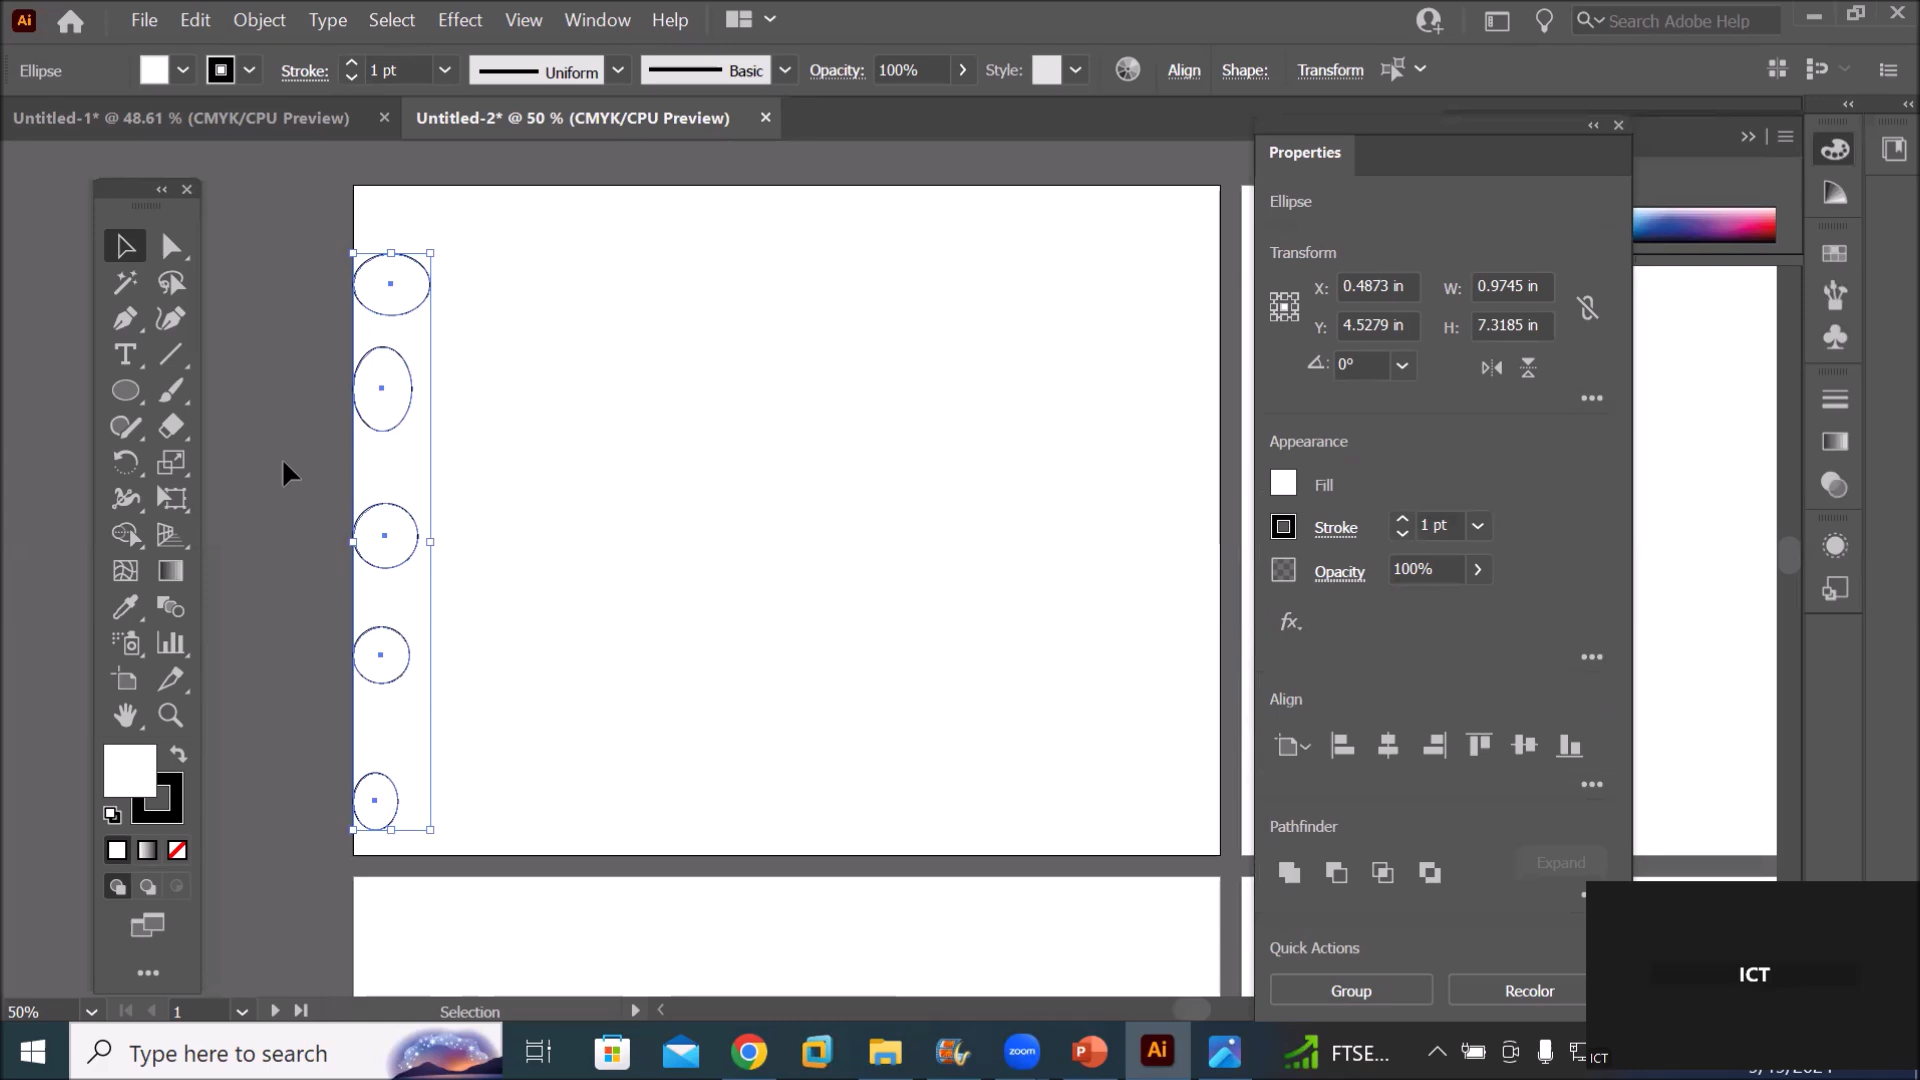 Ai File Edit Object Type Select Effect View Window Help Search Adobe Help
Ellipse Stroke: 1 pt Uniform Basic Opacity: 100% Style: Align Shape: Transform
Untitled-1* @ 48.61 % (CMYK/CPU Preview) Untitled-2* @ 50 % (CMYK/CPU Preview)
Properties
Ellipse
Transform
X: 0.4873 in W: 0.9745 in
Y: 4.5279 in H: 7.3185 in
0°
Appearance
Fill
Stroke 1 pt
Opacity 100%
fx.
Align
Pathfinder
Expand
Quick Actions
Group Recolor
ICT
50% 1 Selection
Type here to search zoom P Ai FTSE... ICT